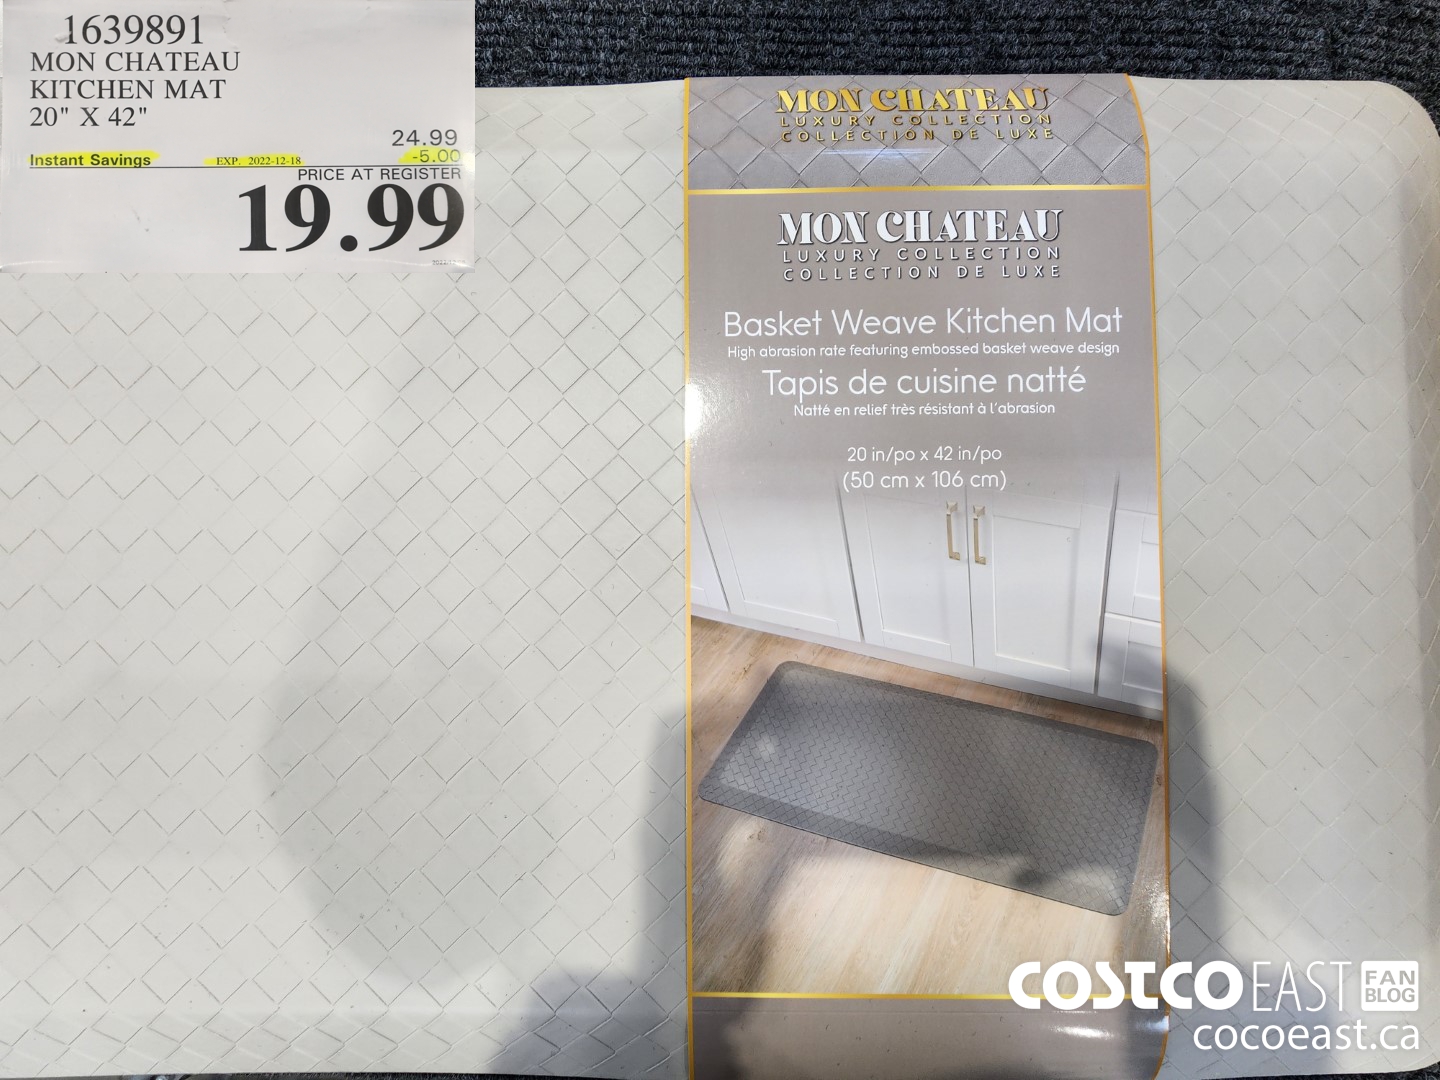 1639891
MON CHATEAU
KITCHEN MAT
20" X 42"
24.99
Instant Savings EXP. 2022-12-18 -5.00
PRICE AT REGISTER
19.99
MON CHATEAU
LUXURY COLLECTION
COLLECTION DE LUXE
MON CHATEAU
LUXURY COLLECTION
COLLECTION DE LUXE
Basket Weave Kitchen Mat
High abrasion rate featuring embossed basket weave design
Tapis de cuisine natté
Natté en relief très résistant à l'abrasion
20 in/po x 42 in/po
(50 cm x 106 cm)
COSTCO EAST FAN BLOG
cocoeast.ca